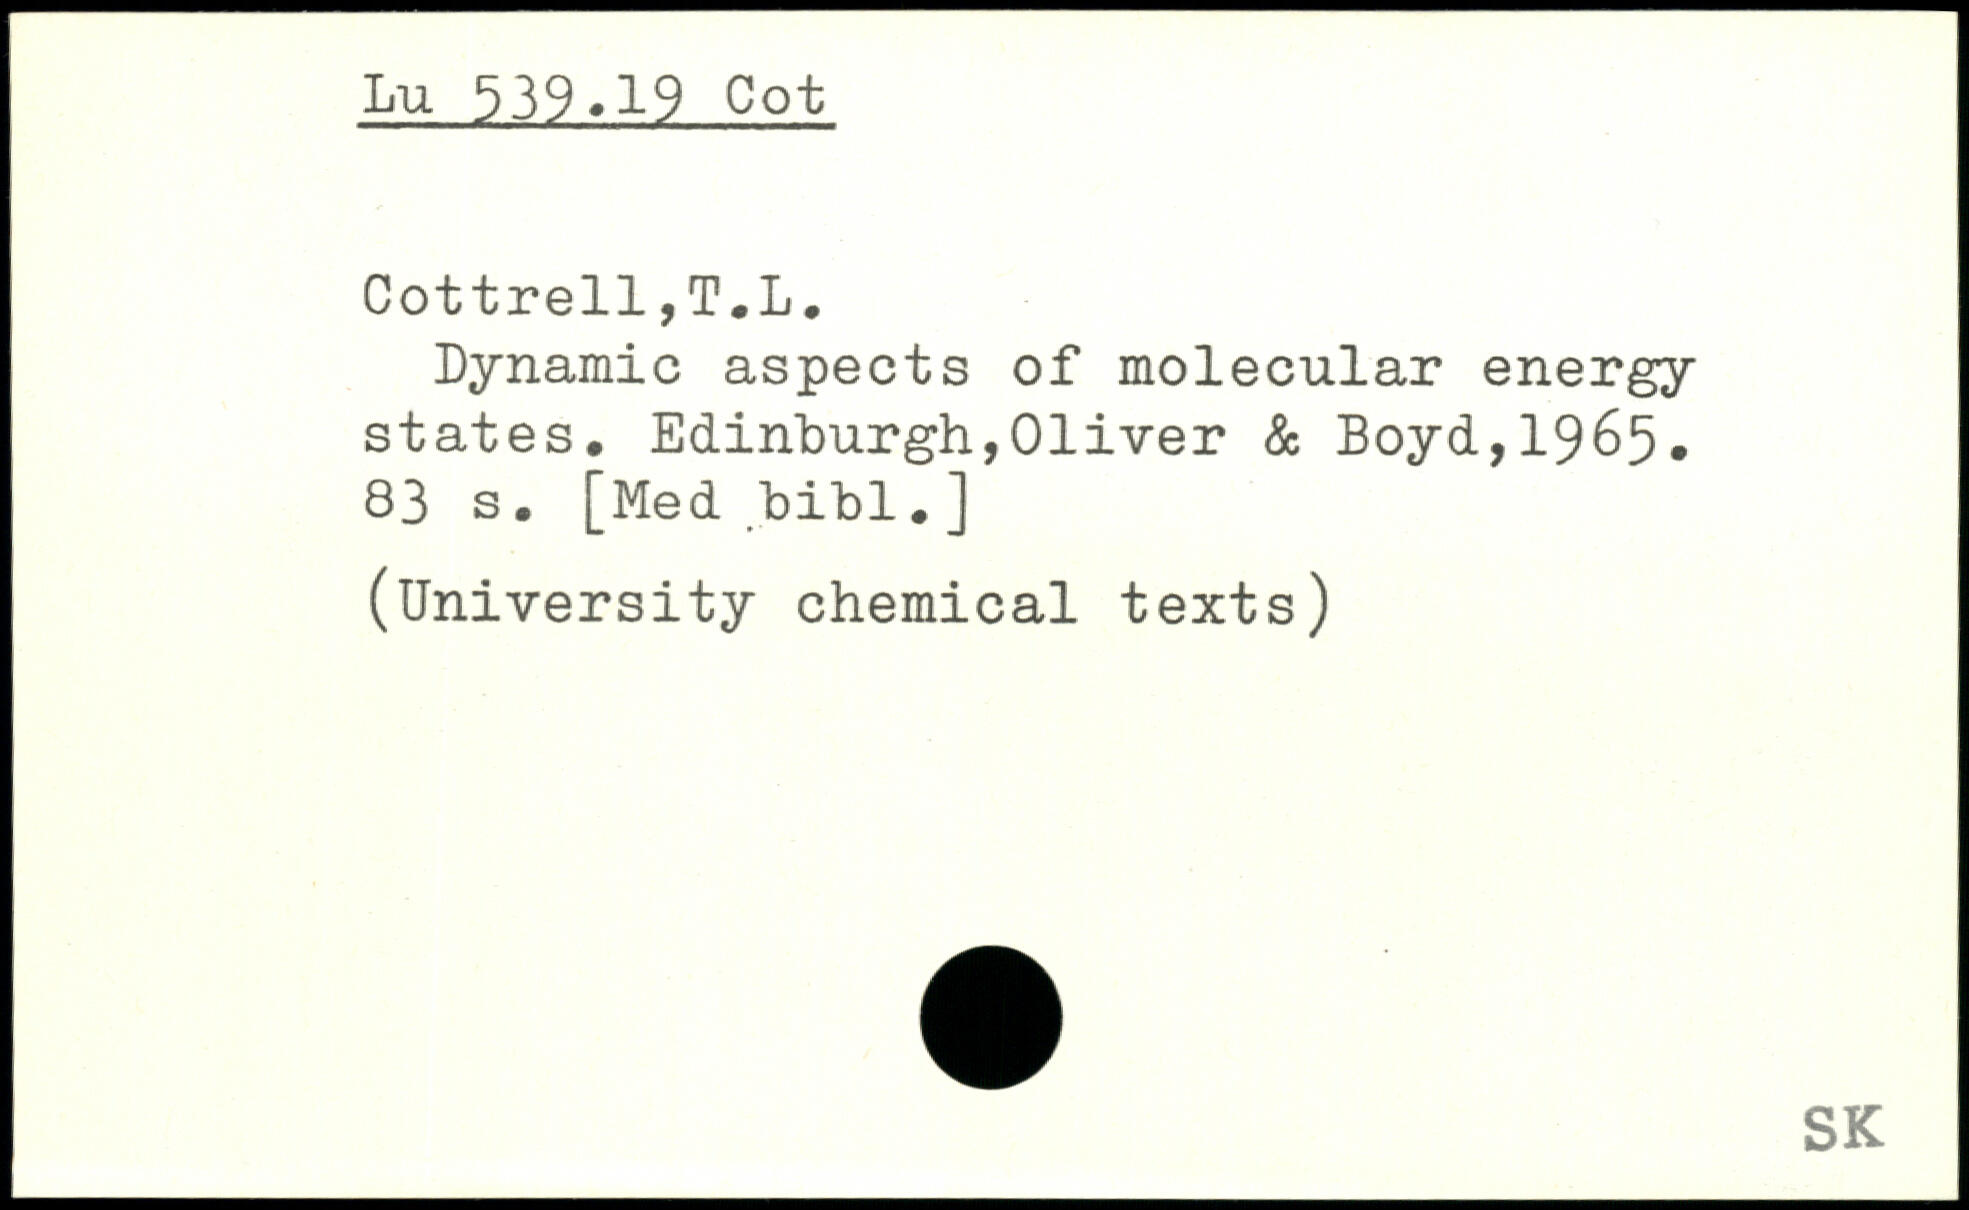 Lu 539.19 Cot
Cottrell,T.L.
Dynamic aspects of molecular energy
states. Edinburgh,Oliver & Boyd,1965.
83 s. [Med bibl.]
(University chemical texts)
SK